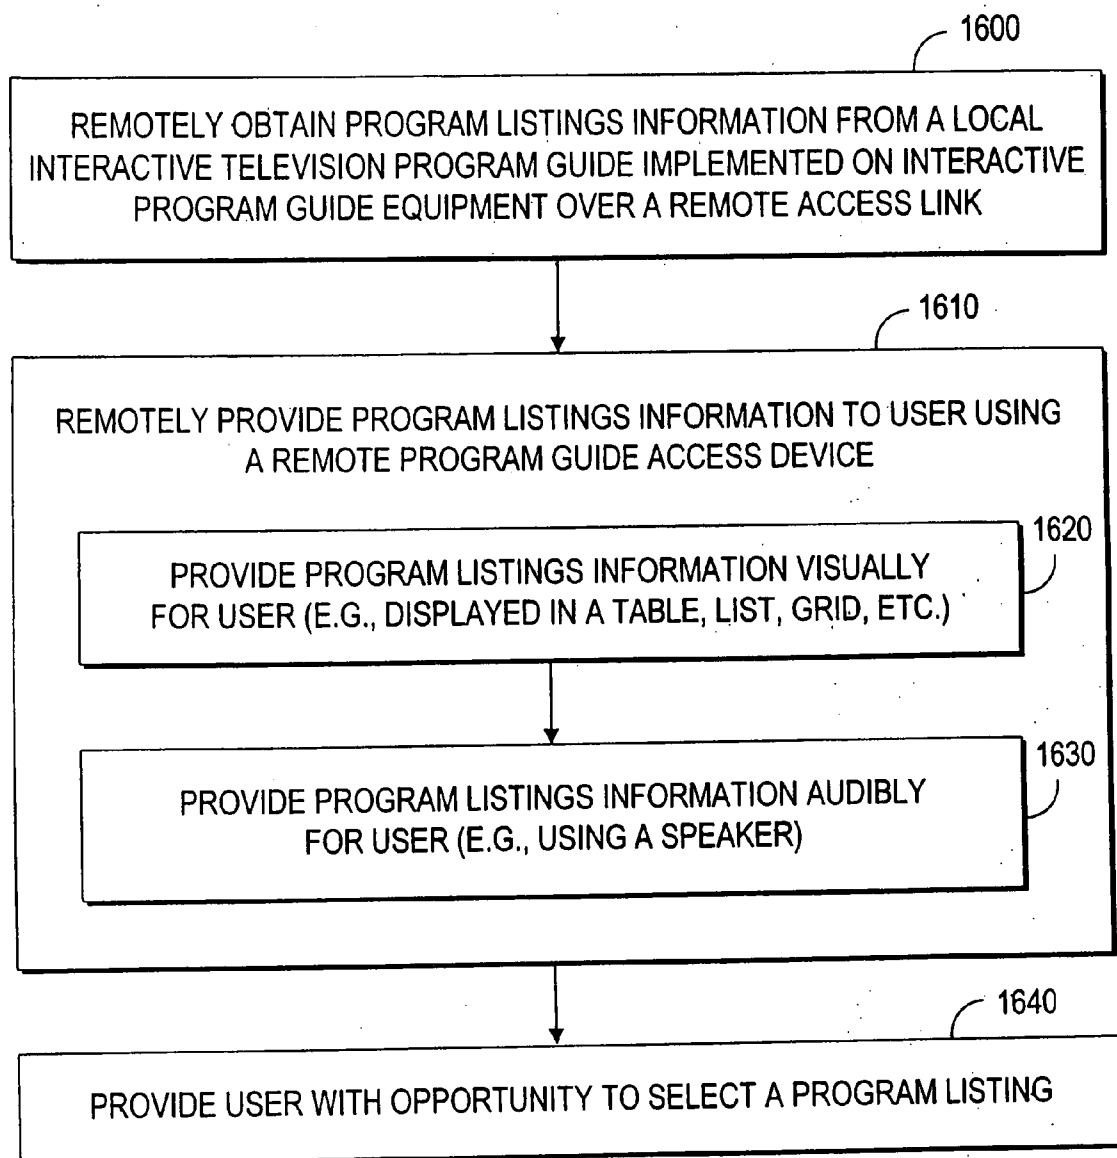 1600
REMOTELY OBTAIN PROGRAM LISTINGS INFORMATION FROM A LOCAL
INTERACTIVE TELEVISION PROGRAM GUIDE IMPLEMENTED ON INTERACTIVE
PROGRAM GUIDE EQUIPMENT OVER A REMOTE ACCESS LINK
1610
REMOTELY PROVIDE PROGRAM LISTINGS INFORMATION TO USER USING
A REMOTE PROGRAM GUIDE ACCESS DEVICE
1620
PROVIDE PROGRAM LISTINGS INFORMATION VISUALLY
FOR USER (E.G., DISPLAYED IN A TABLE, LIST, GRID, ETC.)
1630
PROVIDE PROGRAM LISTINGS INFORMATION AUDIBLY
FOR USER (E.G., USING A SPEAKER)
1640
PROVIDE USER WITH OPPORTUNITY TO SELECT A PROGRAM LISTING